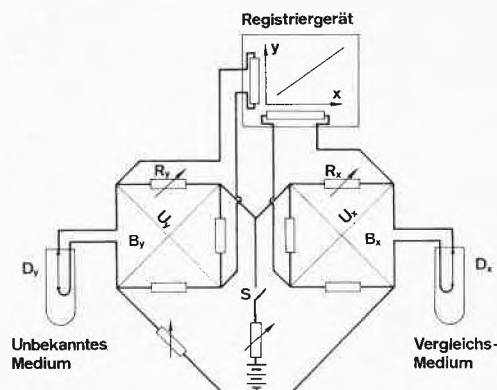 Registriergerät
y
x
Ry
Rx
Uy
Ux
By
Bx
Dy
Dx
S
Unbekanntes
Medium
Vergleichs-
Medium